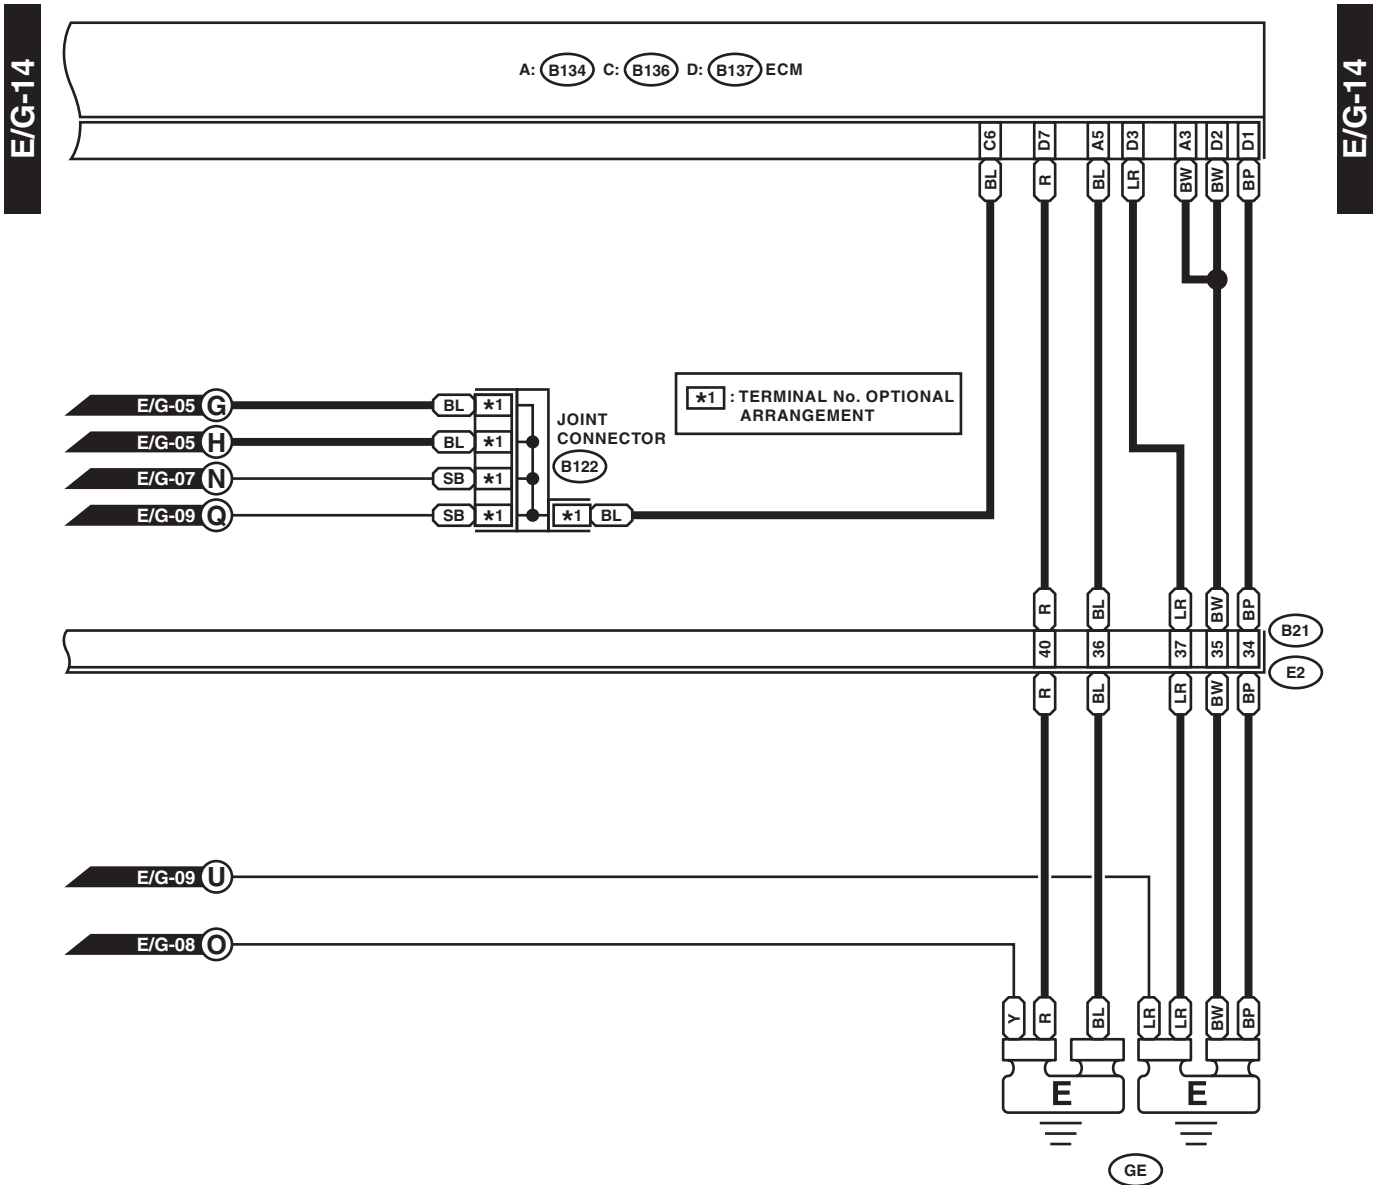 E/G-14
E/G-14
A: B134 C: B136 D: B137 ECM
C6 D7 A5 D3 A3 D2 D1
BL R BL LR BW BW BP
E/G-05 G BL *1
E/G-05 H BL *1
E/G-07 N SB *1
E/G-09 Q SB *1
JOINT
CONNECTOR
B122
*1 BL
*1 : TERMINAL No. OPTIONAL
ARRANGEMENT
R BL LR BW BP
40 36 37 35 34
B21
E2
R BL LR BW BP
E/G-09 U
E/G-08 O
Y R BL LR LR BW BP
E E
GE